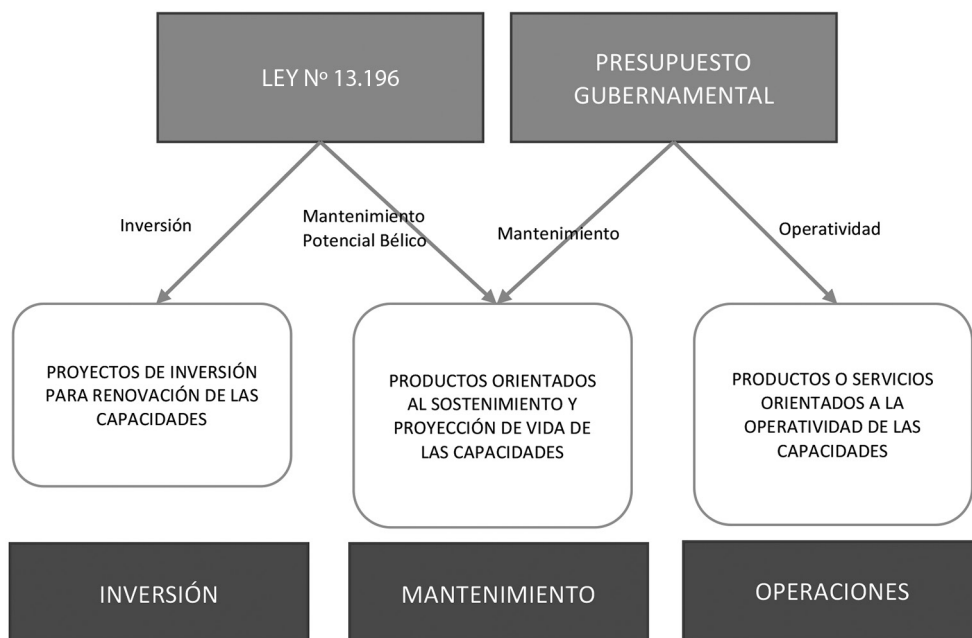 LEY Nº 13.196
PRESUPUESTO
GUBERNAMENTAL
Inversión
Mantenimiento
Potencial Bélico
Mantenimiento
Operatividad
PROYECTOS DE INVERSIÓN
PARA RENOVACIÓN DE LAS
CAPACIDADES
PRODUCTOS ORIENTADOS
AL SOSTENIMIENTO Y
PROYECCIÓN DE VIDA DE
LAS CAPACIDADES
PRODUCTOS O SERVICIOS
ORIENTADOS A LA
OPERATIVIDAD DE LAS
CAPACIDADES
INVERSIÓN
MANTENIMIENTO
OPERACIONES